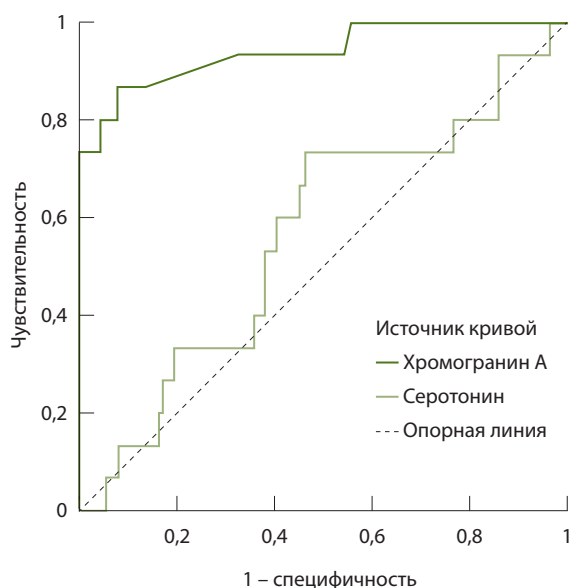 1
0,8
0,6
0,4
0,2
0
Чувствительность
Источник кривой
Хромогранин А
Серотонин
Опорная линия
0,2
0,4
0,6
0,8
1
1 – специфичность